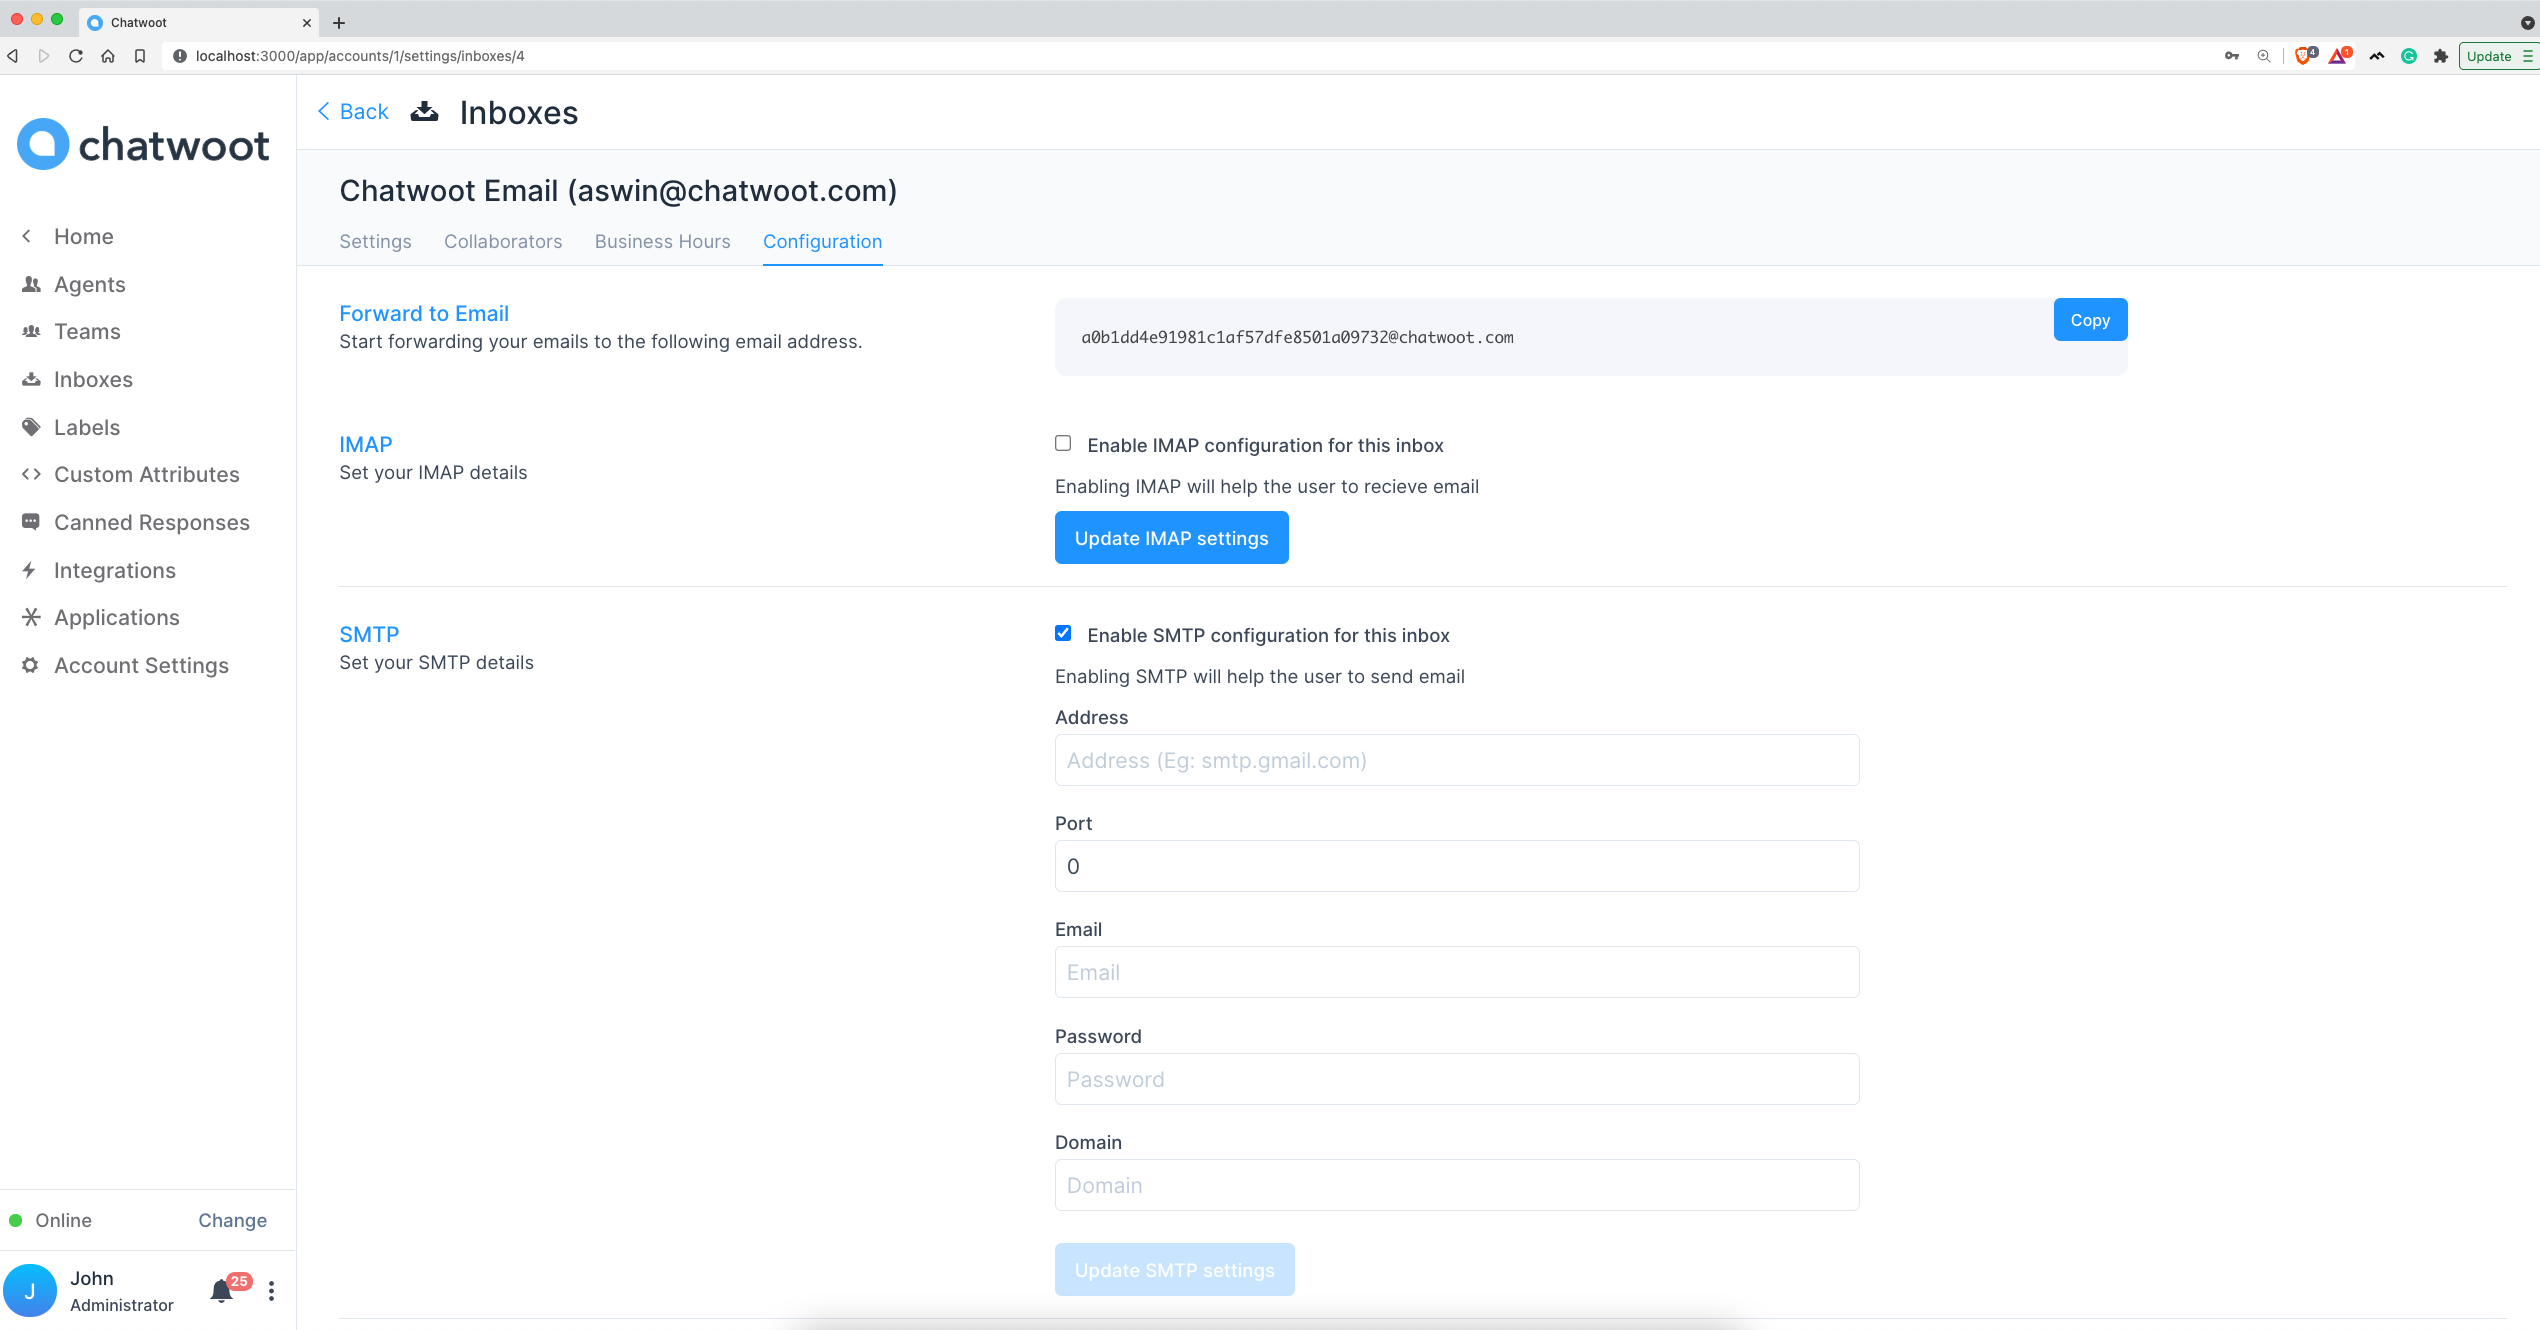 Chatwoot
localhost:3000/app/accounts/1/settings/inboxes/4
4
1
G
Update
chatwoot
Home
Agents
Teams
Inboxes
Labels
Custom Attributes
Canned Responses
Integrations
Applications
Account Settings
Online
Change
J
John
Administrator
25
Back
Inboxes
Chatwoot Email (aswin@chatwoot.com)
Settings Collaborators Business Hours Configuration
Forward to Email
Start forwarding your emails to the following email address.
a0b1dd4e91981c1af57dfe8501a09732@chatwoot.com
Copy
IMAP
Set your IMAP details
Enable IMAP configuration for this inbox
Enabling IMAP will help the user to recieve email
Update IMAP settings
SMTP
Set your SMTP details
Enable SMTP configuration for this inbox
Enabling SMTP will help the user to send email
Address
Address (Eg: smtp.gmail.com)
Port
0
Email
Email
Password
Password
Domain
Domain
Update SMTP settings